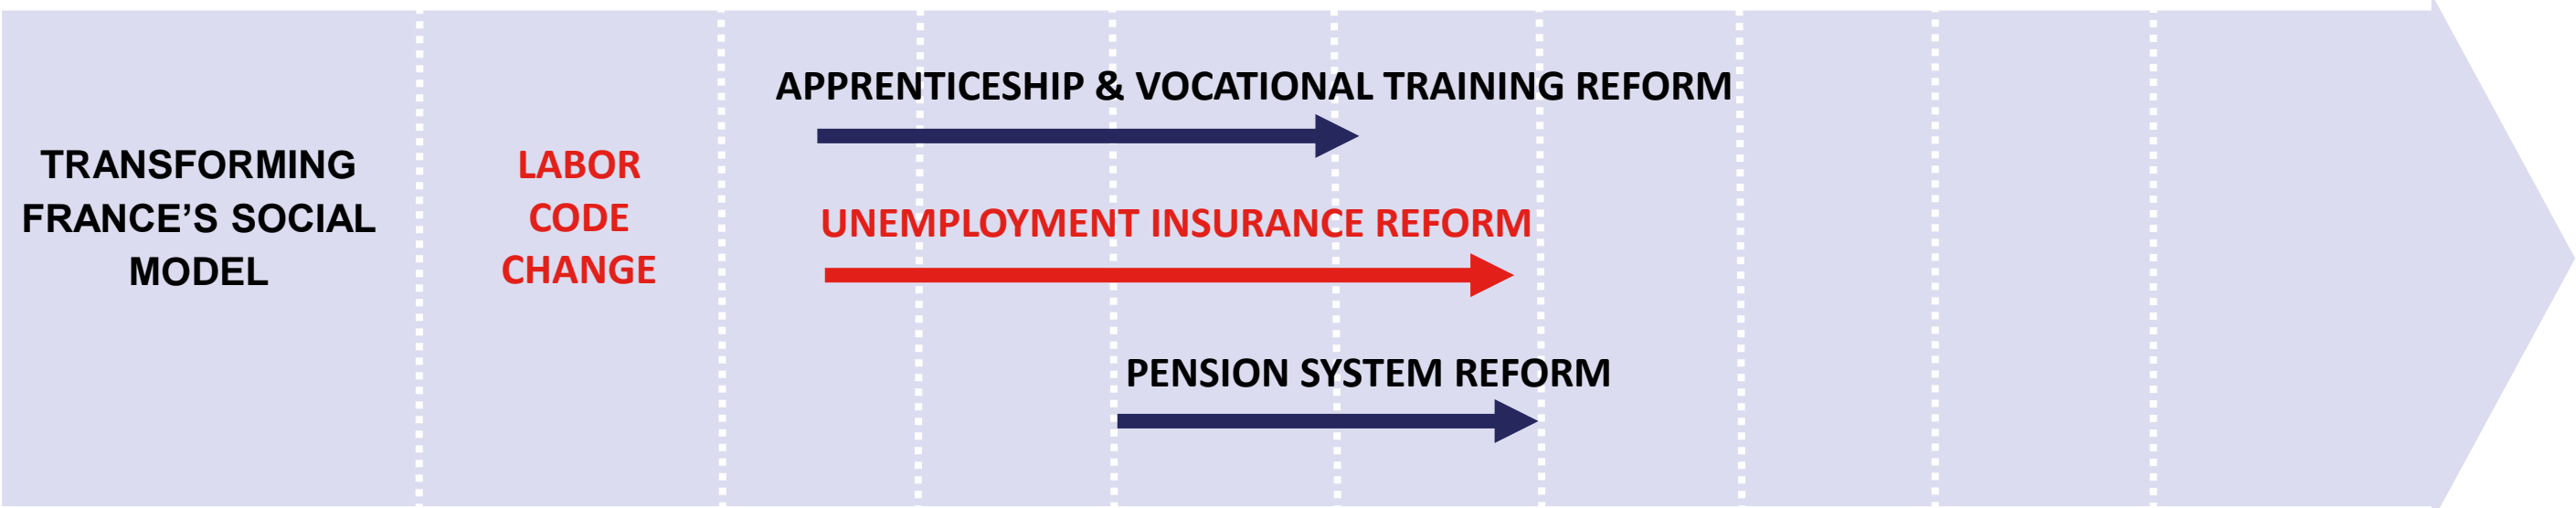 TRANSFORMING
FRANCE’S SOCIAL
MODEL
LABOR
CODE
CHANGE
APPRENTICESHIP & VOCATIONAL TRAINING REFORM
UNEMPLOYMENT INSURANCE REFORM
PENSION SYSTEM REFORM